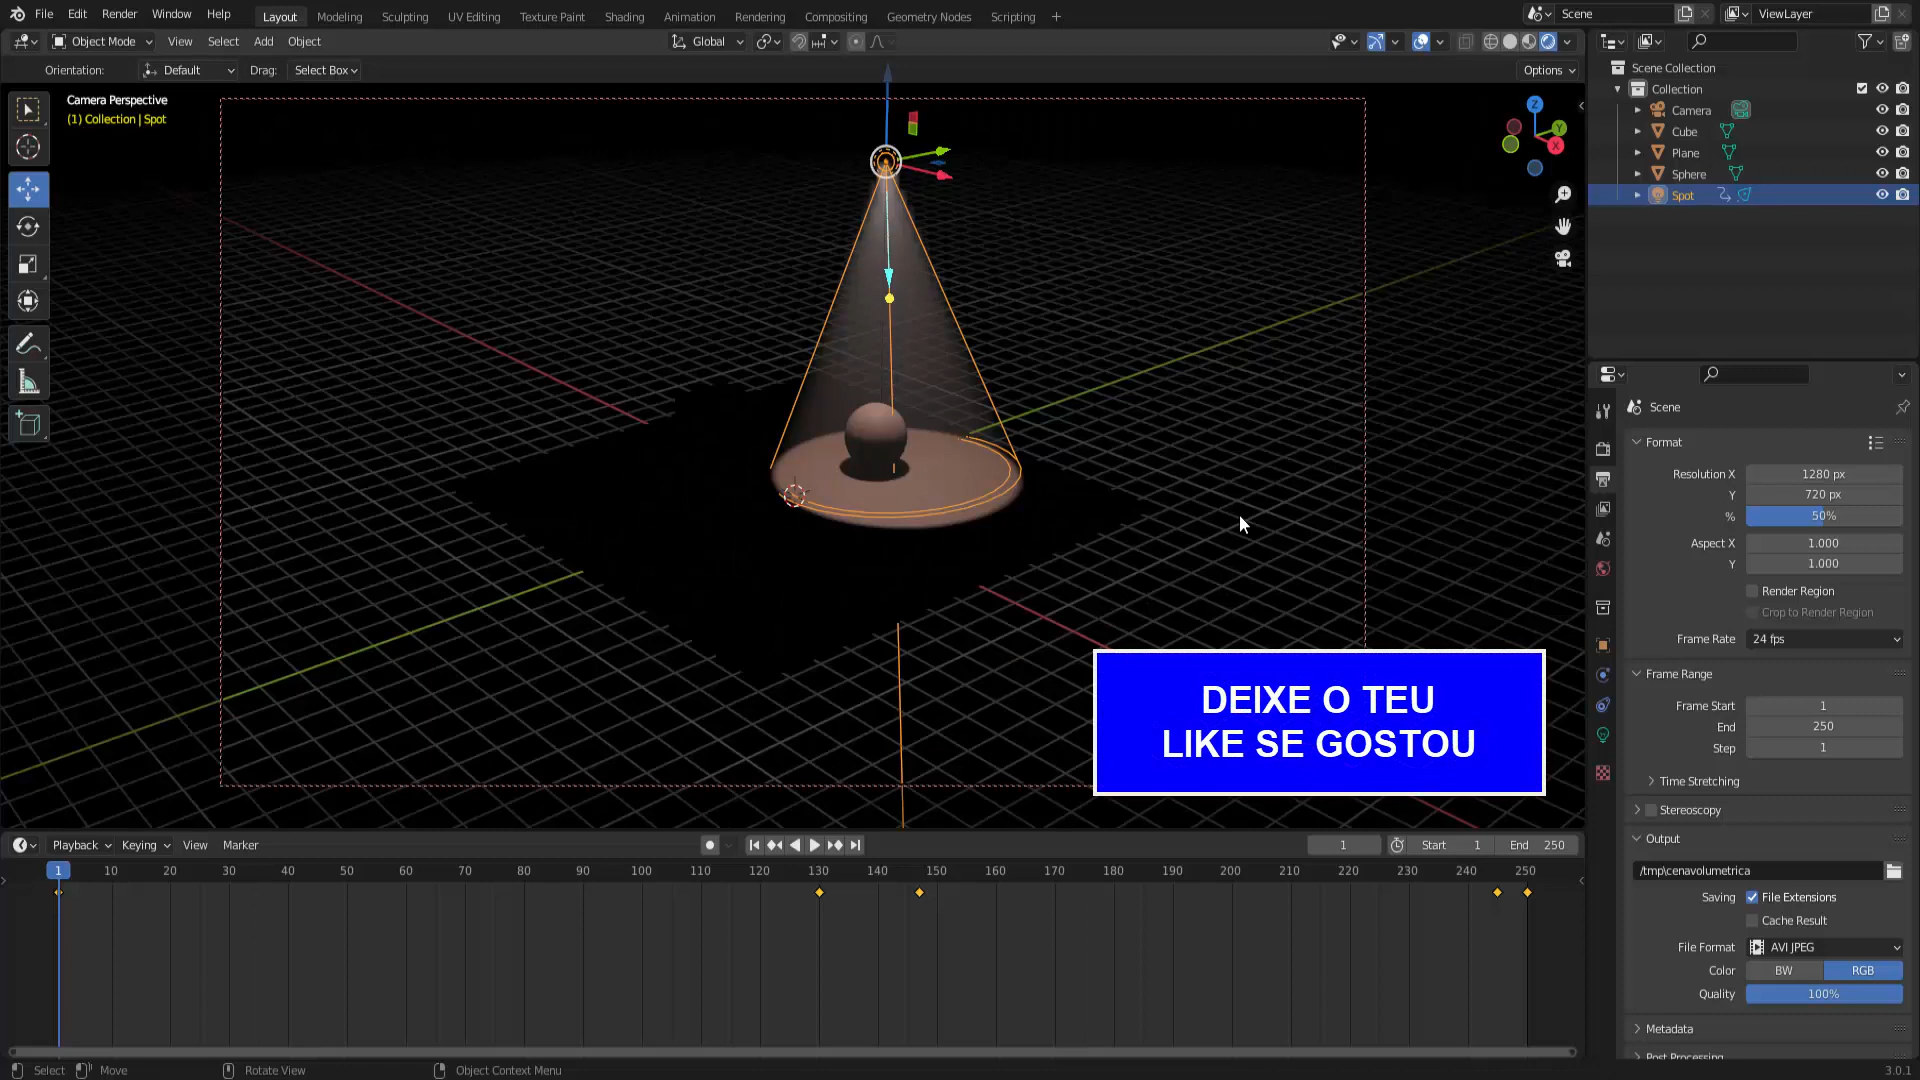 File Edit Render Window Help Layout Modeling Sculpting UV Editing Texture Paint Shading Animation Rendering Compositing Geometry Nodes Scripting + Scene ViewLayer
Object Mode View Select Add Object Global
Orientation: Default Drag: Select Box Options
Camera Perspective
(1) Collection | Spot
Z
Y
X
Scene Collection
Collection
Camera
Cube
Plane
Sphere
Spot
Scene
Format
Resolution X 1280 px
Y 720 px
% 50%
Aspect X 1.000
Y 1.000
Render Region
Crop to Render Region
Frame Rate 24 fps
Frame Range
Frame Start 1
End 250
Step 1
Time Stretching
Stereoscopy
Output
/tmp\cenavolumetrica
Saving File Extensions
Cache Result
File Format AVI JPEG
Color BW RGB
Quality 100%
Metadata
Post Processing
DEIXE O TEU
LIKE SE GOSTOU
Playback Keying View Marker 1 Start 1 End 250
1 10 20 30 40 50 60 70 80 90 100 110 120 130 140 150 160 170 180 190 200 210 220 230 240 250
Select Move Rotate View Object Context Menu 3.0.1